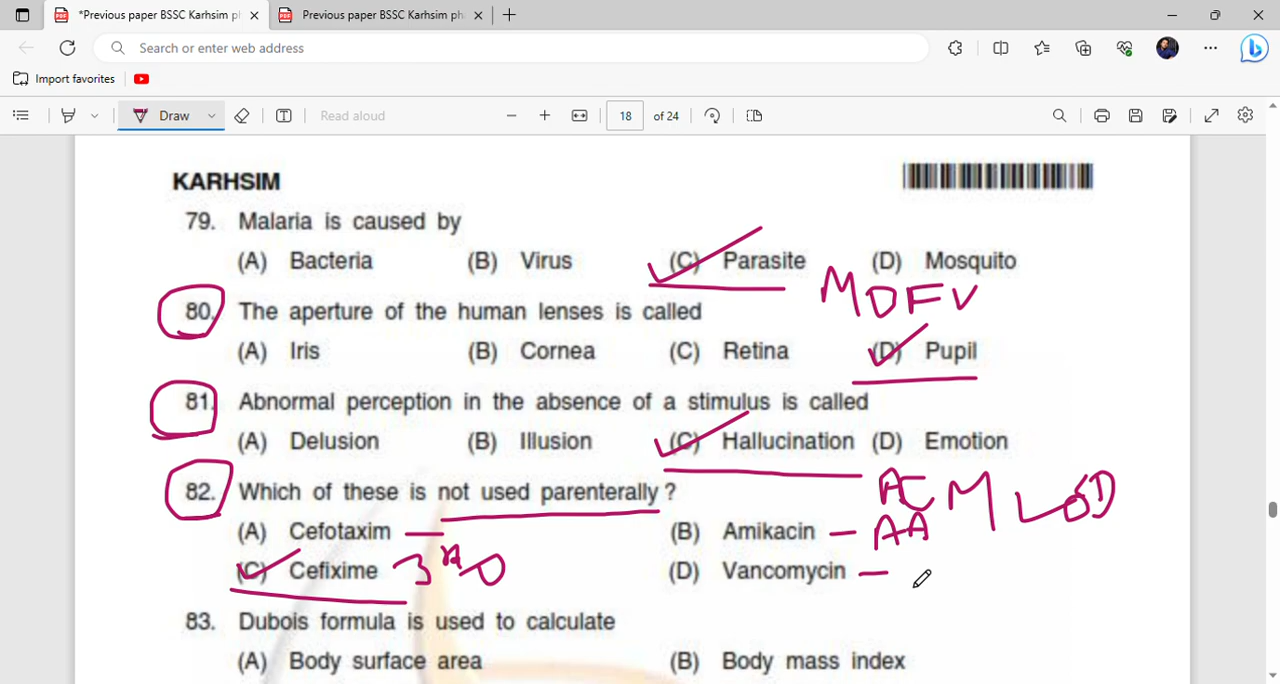 *Previous paper BSSC Karhsim ph
Previous paper BSSC Karhsim ph
Search or enter web address
Import favorites
Draw
Read aloud
18 of 24
KARHSIM
79. Malaria is caused by
(A) Bacteria (B) Virus (C) Parasite (D) Mosquito
MDFV
80. The aperture of the human lenses is called
(A) Iris (B) Cornea (C) Retina (D) Pupil
81. Abnormal perception in the absence of a stimulus is called
(A) Delusion (B) Illusion (C) Hallucination (D) Emotion
82. Which of these is not used parenterally ?
(A) Cefotaxim (B) Amikacin — AA
(C) Cefixime (D) Vancomycin —
83. Dubois formula is used to calculate
(A) Body surface area (B) Body mass index